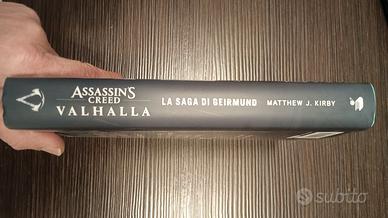 ASSASSIN'S
CREED
VALHALLA
LA SAGA DI GEIRMUND
MATTHEW J. KIRBY
subito